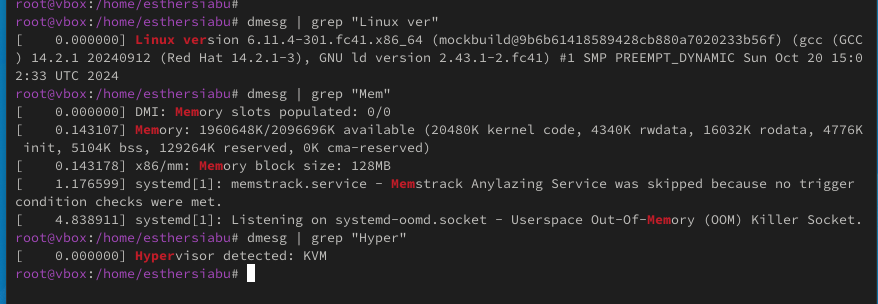 root@vbox:/home/esthersiabu#
root@vbox:/home/esthersiabu# dmesg | grep "Linux ver"
[    0.000000] Linux version 6.11.4-301.fc41.x86_64 (mockbuild@9b6b61418589428cb880a7020233b56f) (gcc (GCC
) 14.2.1 20240912 (Red Hat 14.2.1-3), GNU ld version 2.43.1-2.fc41) #1 SMP PREEMPT_DYNAMIC Sun Oct 20 15:0
2:33 UTC 2024
root@vbox:/home/esthersiabu# dmesg | grep "Mem"
[    0.000000] DMI: Memory slots populated: 0/0
[    0.143107] Memory: 1960648K/2096696K available (20480K kernel code, 4340K rwdata, 16032K rodata, 4776K
 init, 5104K bss, 129264K reserved, 0K cma-reserved)
[    0.143178] x86/mm: Memory block size: 128MB
[    1.176599] systemd[1]: memstrack.service - Memstrack Anylazing Service was skipped because no trigger
condition checks were met.
[    4.838911] systemd[1]: Listening on systemd-oomd.socket - Userspace Out-Of-Memory (OOM) Killer Socket.
root@vbox:/home/esthersiabu# dmesg | grep "Hyper"
[    0.000000] Hypervisor detected: KVM
root@vbox:/home/esthersiabu#